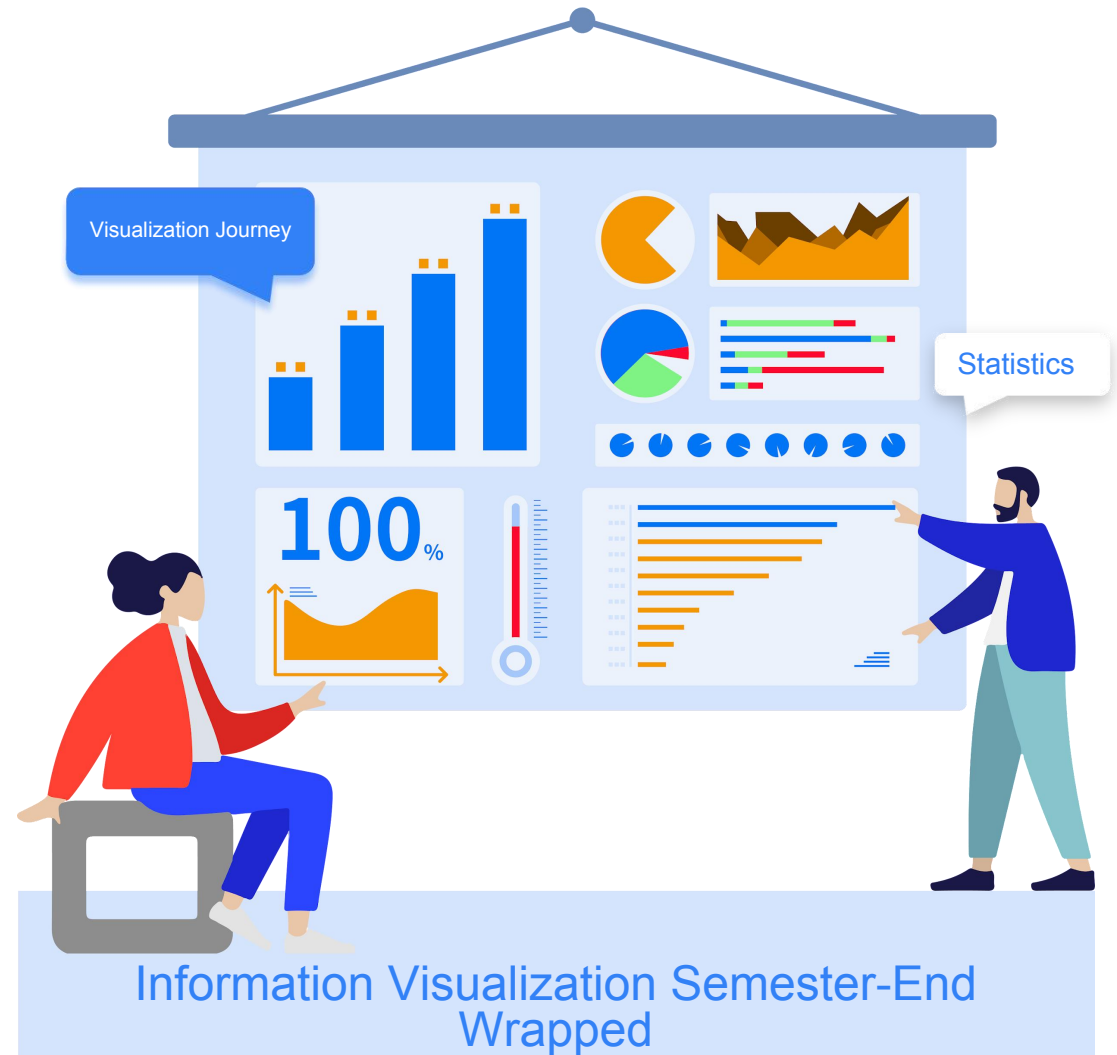 Visualization Journey
Statistics
100%
Information Visualization Semester-End
Wrapped